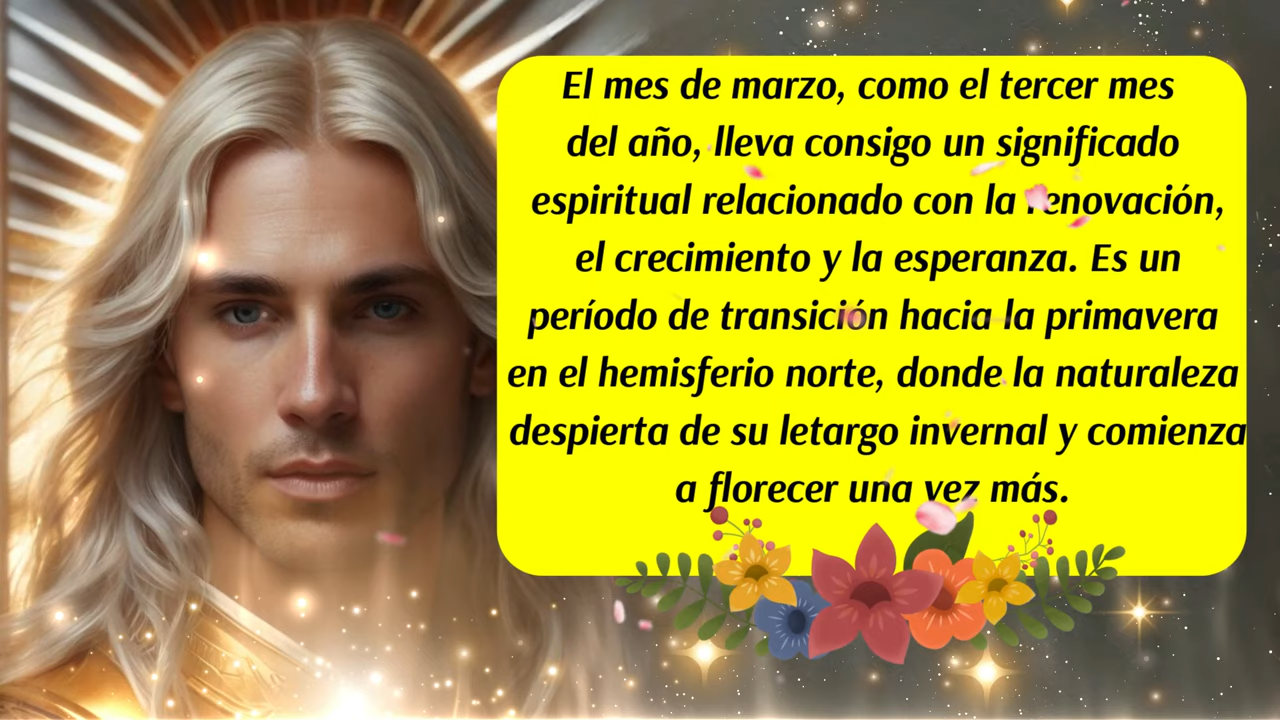 El mes de marzo, como el tercer mes
del año, lleva consigo un significado
espiritual relacionado con la renovación,
el crecimiento y la esperanza. Es un
período de transición hacia la primavera
en el hemisferio norte, donde la naturaleza
despierta de su letargo invernal y comienza
a florecer una vez más.